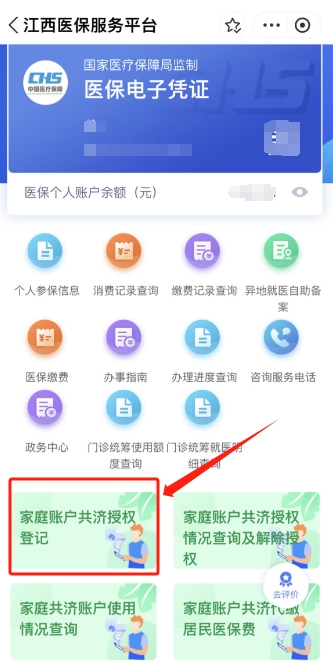 江西医保服务平台
国家医疗保障局监制
医保电子凭证
CHS
中国医疗保障
CHS
医保个人账户余额（元）
个人参保信息
消费记录查询
缴费记录查询
异地就医自助备
案
医保缴费
办事指南
办理进度查询
咨询服务电话
政务中心
门诊统筹使用额
度查询
门诊统筹就医明
细查询
家庭账户共济授权
登记
家庭账户共济授权
情况查询及解除授
权
去评价
家庭共济账户使用
情况查询
家庭账户共济代缴
居民医保费